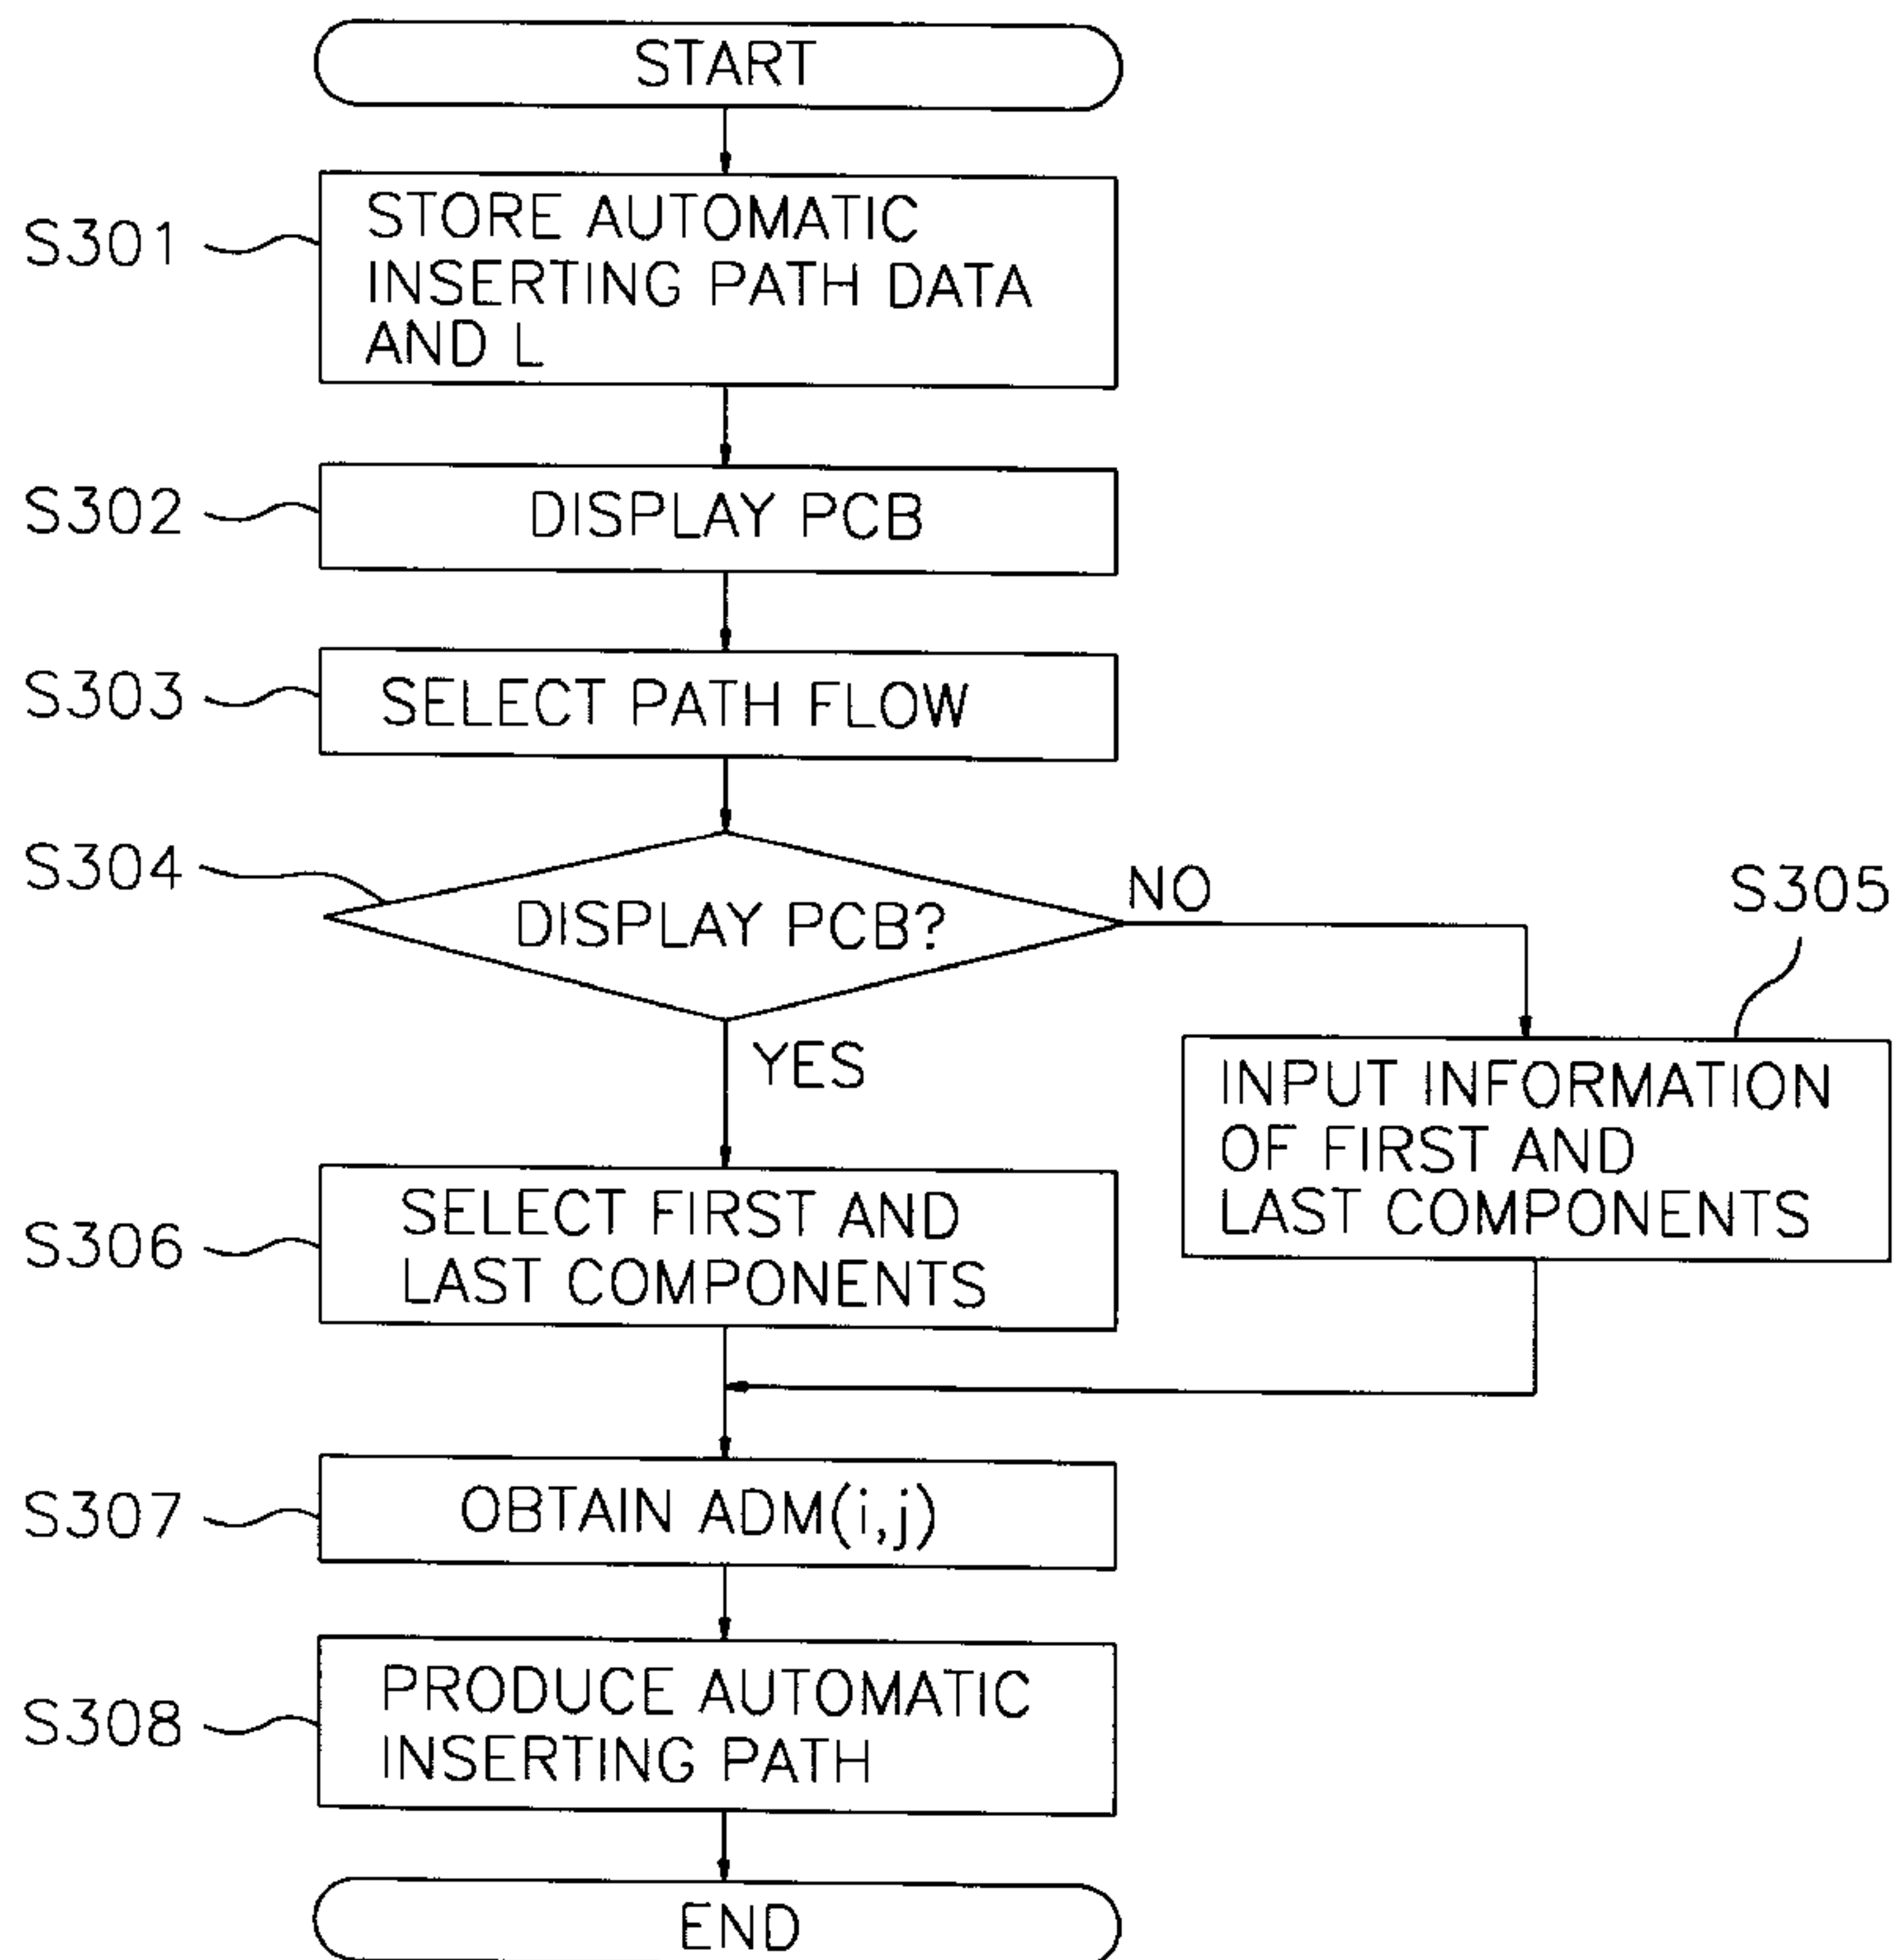 START
S301
STORE AUTOMATIC
INSERTING PATH DATA
AND L
S302
DISPLAY PCB
S303
SELECT PATH FLOW
S304
DISPLAY PCB?
NO
S305
YES
INPUT INFORMATION
OF FIRST AND
LAST COMPONENTS
S306
SELECT FIRST AND
LAST COMPONENTS
S307
OBTAIN ADM(i,j)
S308
PRODUCE AUTOMATIC
INSERTING PATH
END